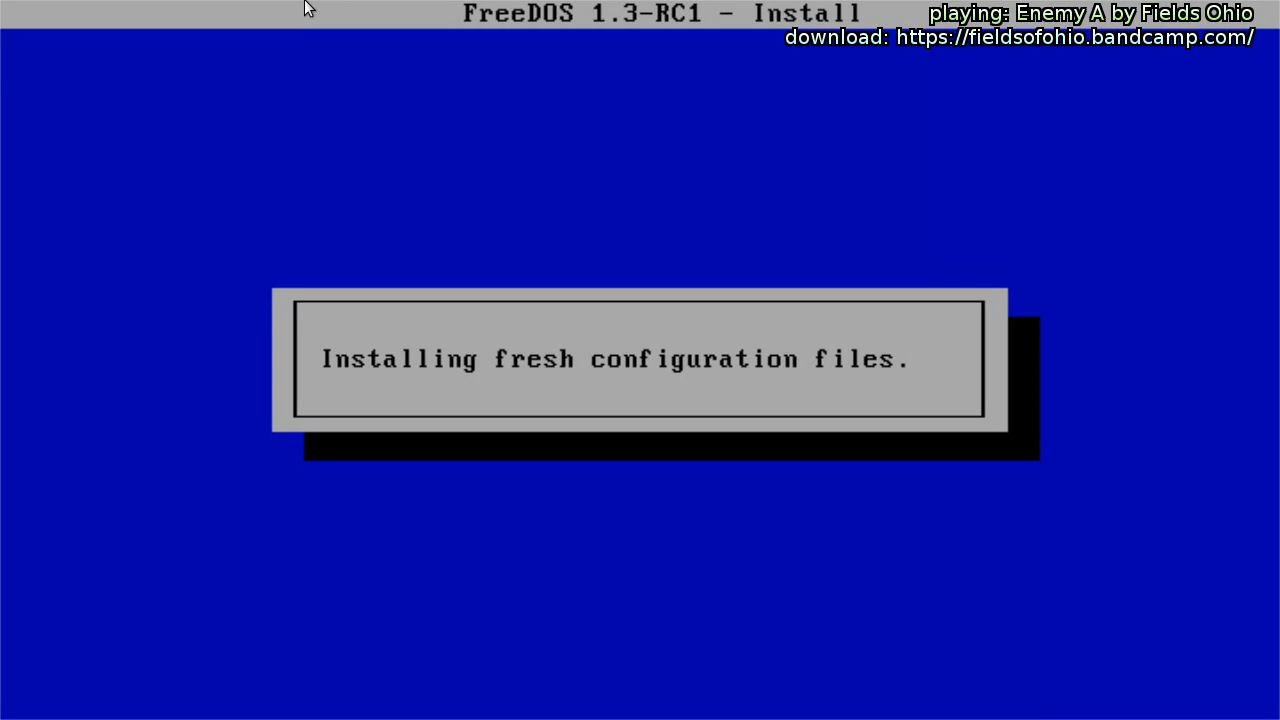 FreeDOS 1.3-RC1 - Install
playing: Enemy A by Fields Ohio
download: https://fieldsofohio.bandcamp.com/
Installing fresh configuration files.